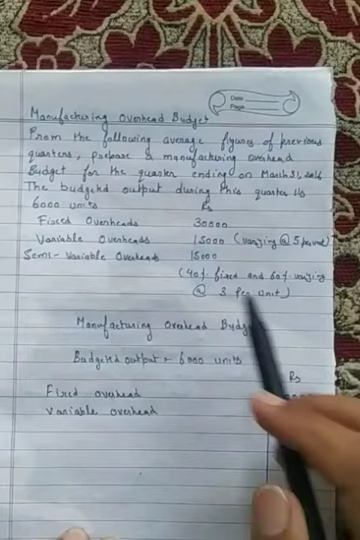 Date
Page
Manufacturing Overhead Budget
From the following average figures of previous
quarters, prepare a manufacturing overhead
Budget for the quarter ending on March 31, 2016
The budgeted output during this quarter is
6000 units Rs
Fixed Overheads 30000
Variable Overheads 15000 (varying @ 5 per unit)
Semi-Variable Overheads 15000
(40% fixed and 60% varying
@ 3 per unit)
Manufacturing Overhead Budg
Budgeted output - 6000 units
Rs
Fixed overhead
Variable overhead